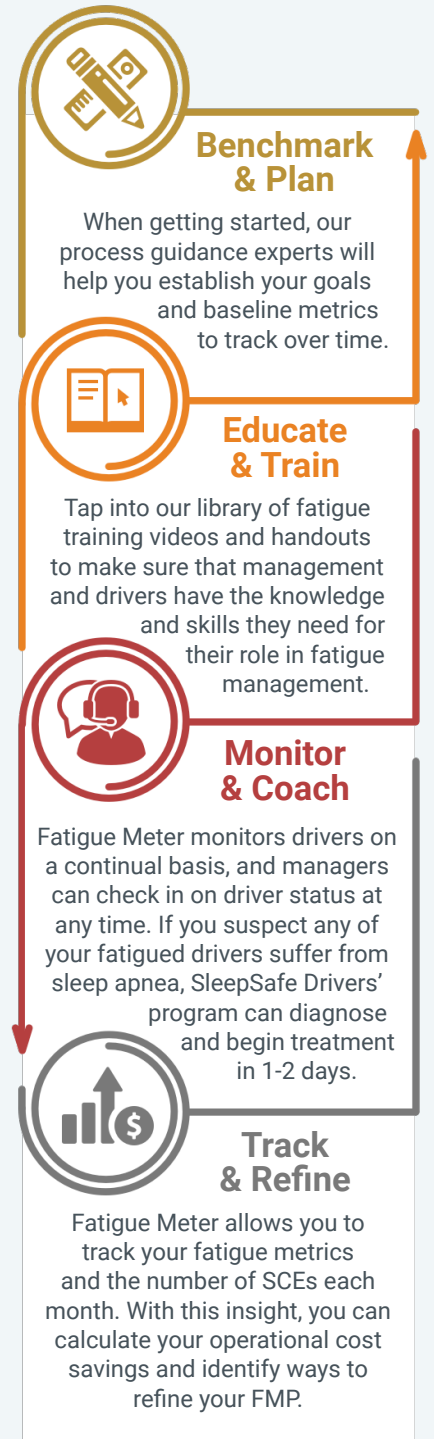 Benchmark
& Plan
When getting started, our
process guidance experts will
help you establish your goals
and baseline metrics
to track over time.
Educate
& Train
Tap into our library of fatigue
training videos and handouts
to make sure that management
and drivers have the knowledge
and skills they need for
their role in fatigue
management.
Monitor
& Coach
Fatigue Meter monitors drivers on
a continual basis, and managers
can check in on driver status at
any time. If you suspect any of
your fatigued drivers suffer from
sleep apnea, SleepSafe Drivers’
program can diagnose
and begin treatment
in 1-2 days.
$
Track
& Refine
Fatigue Meter allows you to
track your fatigue metrics
and the number of SCEs each
month. With this insight, you can
calculate your operational cost
savings and identify ways to
refine your FMP.